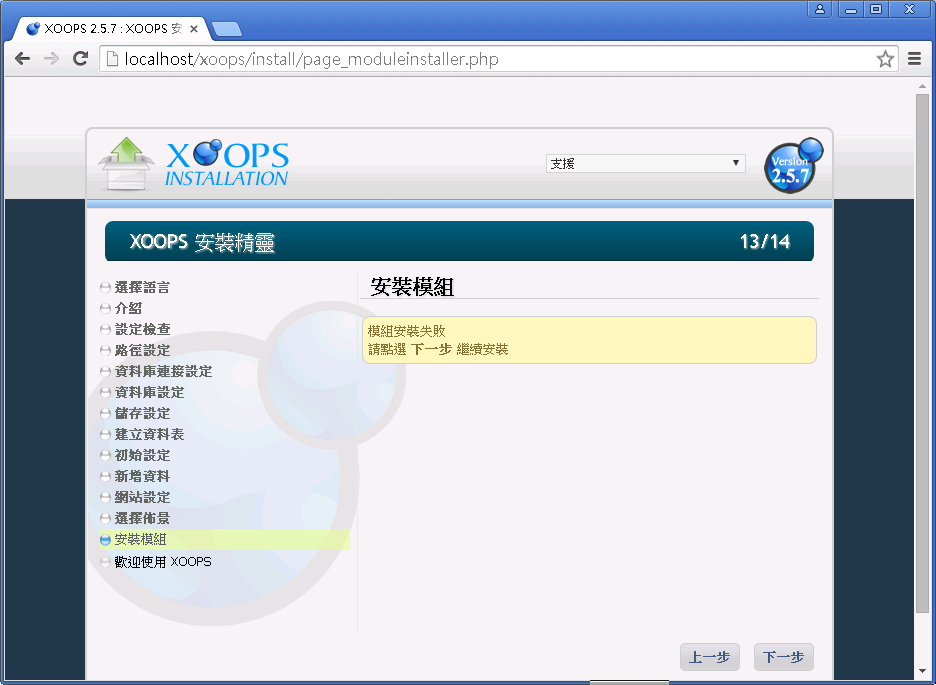 XOOPS 2.5.7 : XOOPS 安
localhost/xoops/install/page_moduleinstaller.php
XOOPS
INSTALLATION
支援
Version
2.5.7
XOOPS 安裝精靈
13/14
選擇語言
介紹
設定檢查
路徑設定
資料庫連接設定
資料庫設定
儲存設定
建立資料表
初始設定
新增資料
網站設定
選擇佈景
安裝模組
歡迎使用 XOOPS
安裝模組
模組安裝失敗
請點選 下一步 繼續安裝
上一步
下一步